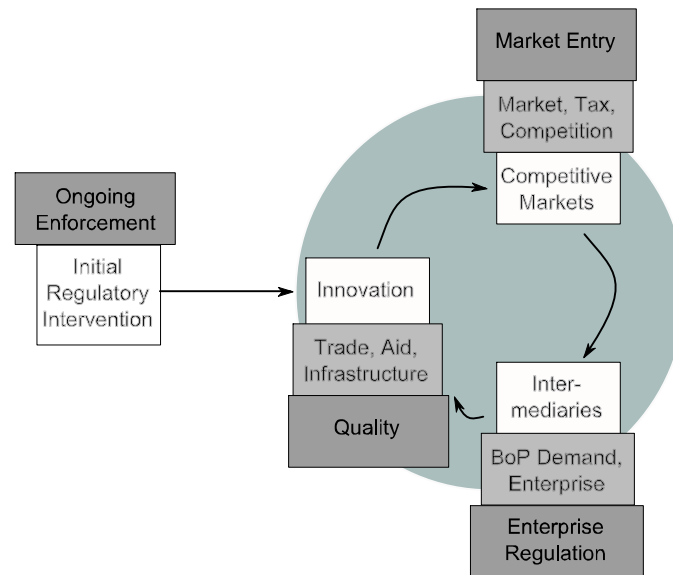 Market Entry
Market, Tax,
Competition
Competitive
Markets
Ongoing
Enforcement
Initial
Regulatory
Intervention
Innovation
Trade, Aid,
Infrastructure
Quality
Inter-
mediaries
BoP Demand,
Enterprise
Enterprise
Regulation